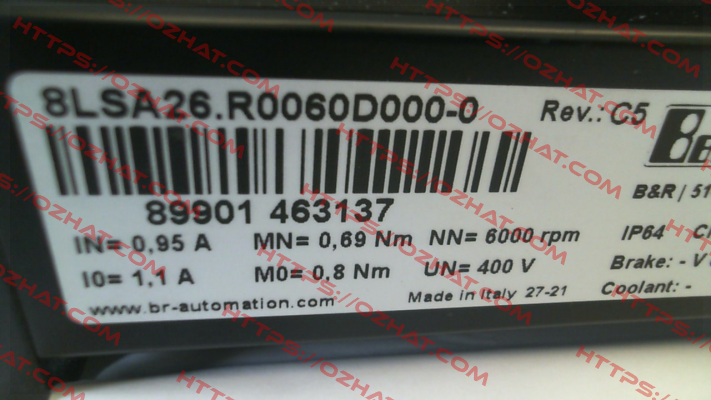 8LSA26.R0060D000-0 Rev.: C5
89901 463137
B&R / 51
IN= 0,95 A MN= 0,69 Nm NN= 6000 rpm IP64
I0= 1,1 A M0= 0,8 Nm UN= 400 V Brake: -
www.br-automation.com Made in Italy 27-21 Coolant: -
HTTPS://OZHAT.COM